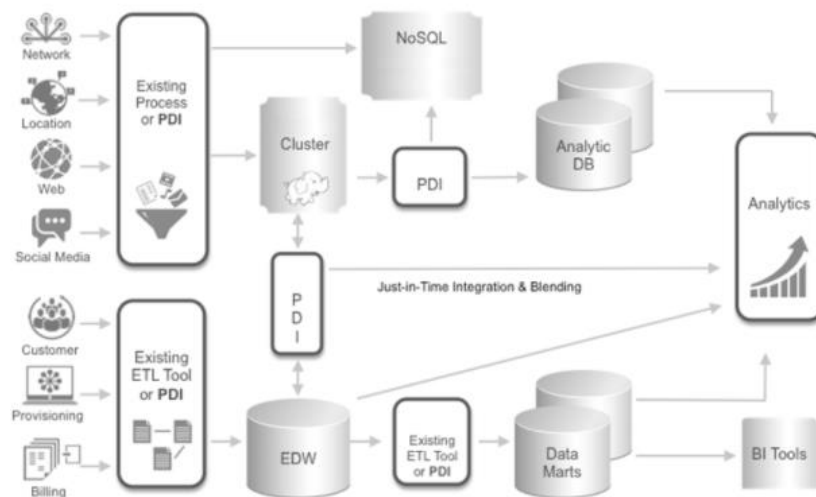 Network
Location
Web
Social Media
Existing
Process
or PDI
NoSQL
Cluster
PDI
Analytic
DB
Analytics
P
D
I
Just-in-Time Integration & Blending
Customer
Provisioning
Billing
Existing
ETL Tool
or PDI
EDW
Existing
ETL Tool
or PDI
Data
Marts
BI Tools